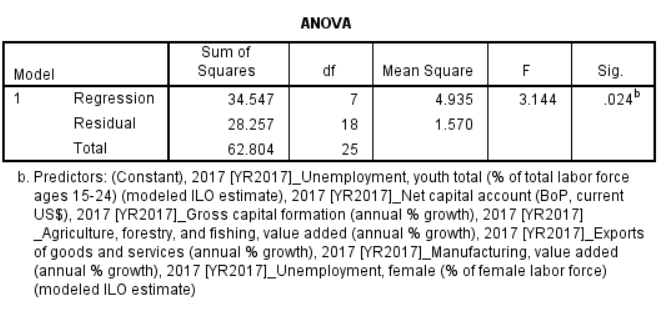 ANOVA
Model Sum of Squares df Mean Square F Sig.
1 Regression 34.547 7 4.935 3.144 .024b
Residual 28.257 18 1.570
Total 62.804 25
b. Predictors: (Constant), 2017 [YR2017]_Unemployment, youth total (% of total labor force
ages 15-24) (modeled ILO estimate), 2017 [YR2017]_Net capital account (BoP, current
US$), 2017 [YR2017]_Gross capital formation (annual % growth), 2017 [YR2017]
_Agriculture, forestry, and fishing, value added (annual % growth), 2017 [YR2017]_Exports
of goods and services (annual % growth), 2017 [YR2017]_Manufacturing, value added
(annual % growth), 2017 [YR2017]_Unemployment, female (% of female labor force)
(modeled ILO estimate)